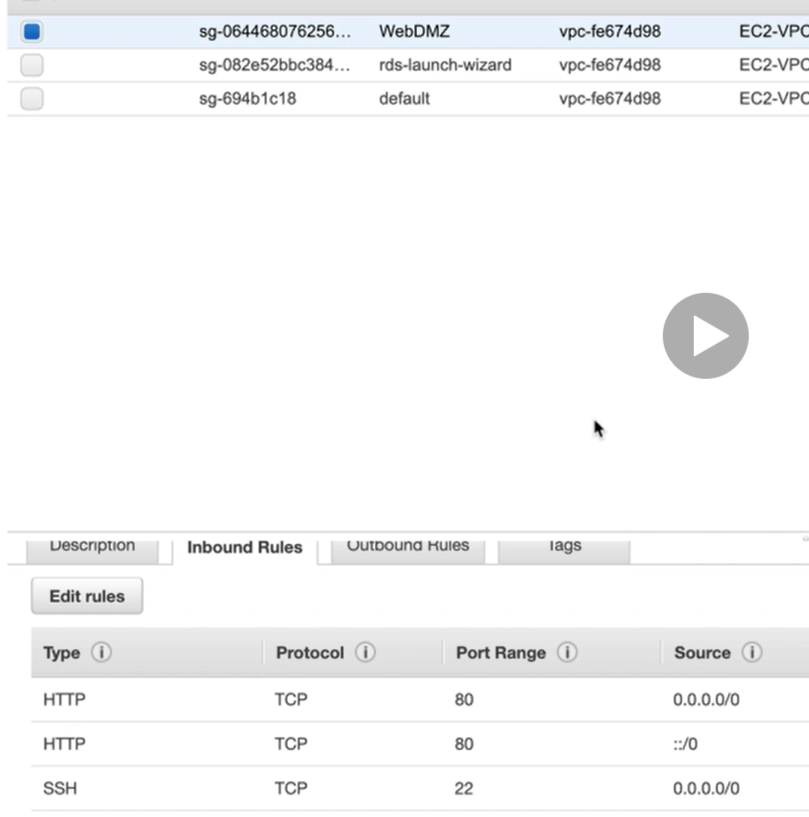 sg-064468076256... WebDMZ vpc-fe674d98 EC2-VPC
sg-082e52bbc384... rds-launch-wizard vpc-fe674d98 EC2-VPC
sg-694b1c18 default vpc-fe674d98 EC2-VPC
Description Inbound Rules Outbound Rules Tags
Edit rules
Type Protocol Port Range Source
HTTP TCP 80 0.0.0.0/0
HTTP TCP 80 ::/0
SSH TCP 22 0.0.0.0/0